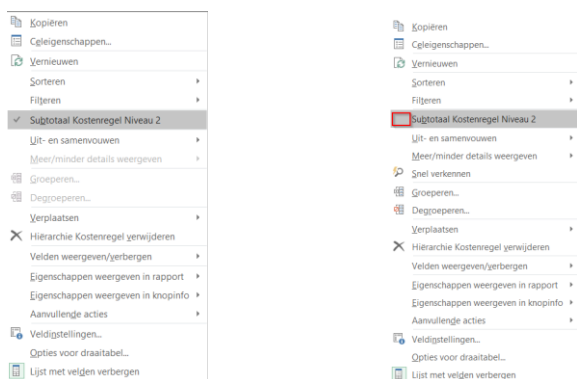 Kopiëren
Celeigenschappen...
Vernieuwen
Sorteren
Filteren
Subtotaal Kostenregel Niveau 2
Uit- en samenvouwen
Meer/minder details weergeven
Groeperen...
Degroeperen...
Verplaatsen
Hiërarchie Kostenregel verwijderen
Velden weergeven/verbergen
Eigenschappen weergeven in rapport
Eigenschappen weergeven in knopinfo
Aanvullende acties
Veldinstellingen...
Opties voor draaitabel...
Lijst met velden verbergen
Kopiëren
Celeigenschappen...
Vernieuwen
Sorteren
Filteren
Subtotaal Kostenregel Niveau 2
Uit- en samenvouwen
Meer/minder details weergeven
Snel verkennen
Groeperen...
Degroeperen...
Verplaatsen
Hiërarchie Kostenregel verwijderen
Velden weergeven/verbergen
Eigenschappen weergeven in rapport
Eigenschappen weergeven in knopinfo
Aanvullende acties
Veldinstellingen...
Opties voor draaitabel...
Lijst met velden verbergen